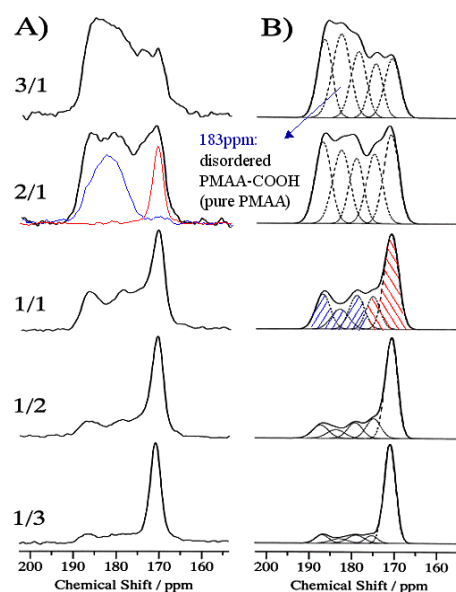 A)
B)
3/1
183ppm:
disordered
PMAA-COOH
(pure PMAA)
2/1
1/1
1/2
1/3
200 190 180 170 160
Chemical Shift / ppm
200 190 180 170 160
Chemical Shift / ppm